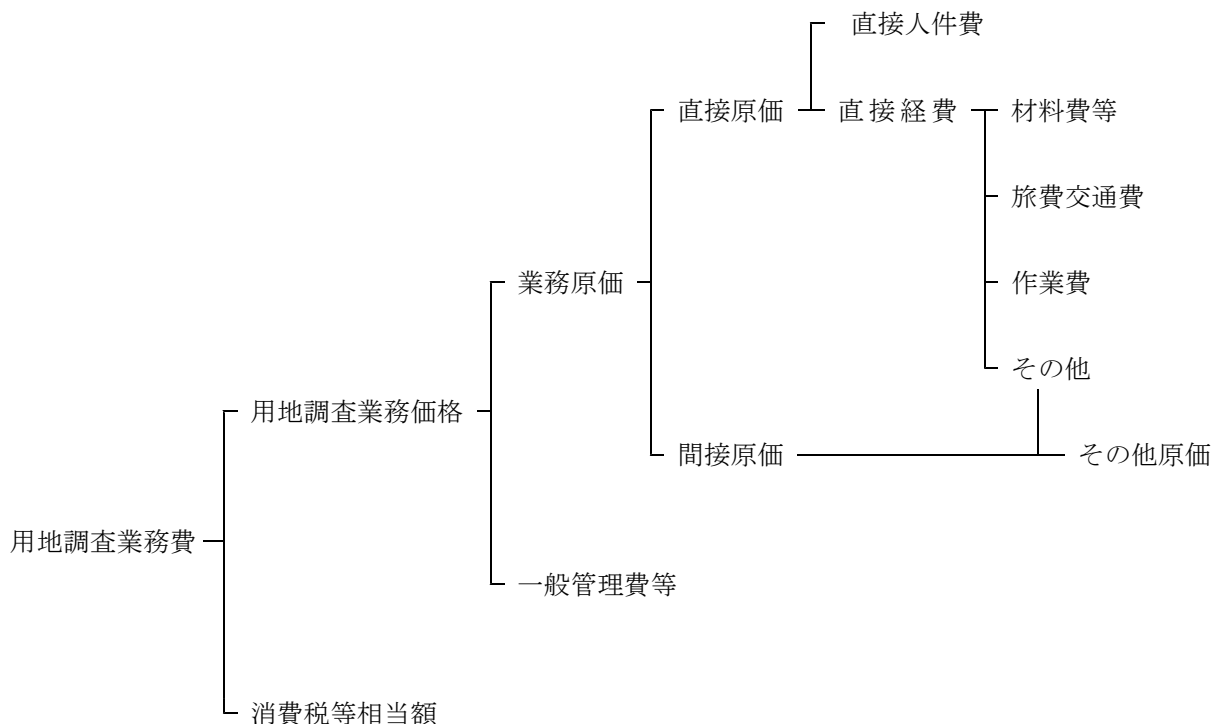 直接人件費
直接原価
直接経費
材料費等
旅費交通費
業務原価
作業費
その他
用地調査業務価格
間接原価
その他原価
用地調査業務費
一般管理費等
消費税等相当額